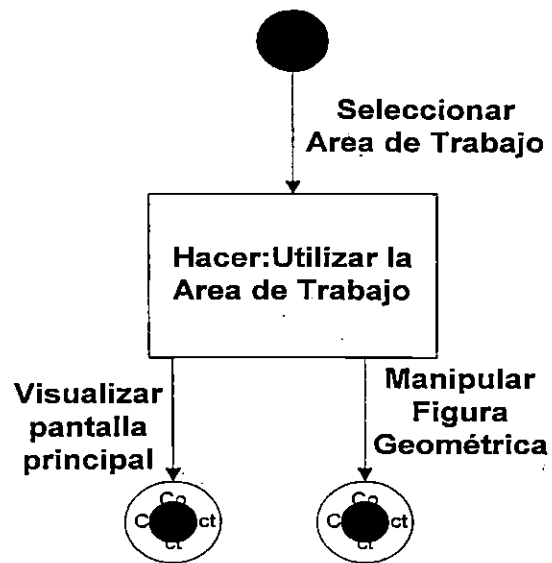 Seleccionar
Area de Trabajo
Hacer:Utilizar la
Area de Trabajo
Visualizar
pantalla
principal
Manipular
Figura
Geométrica